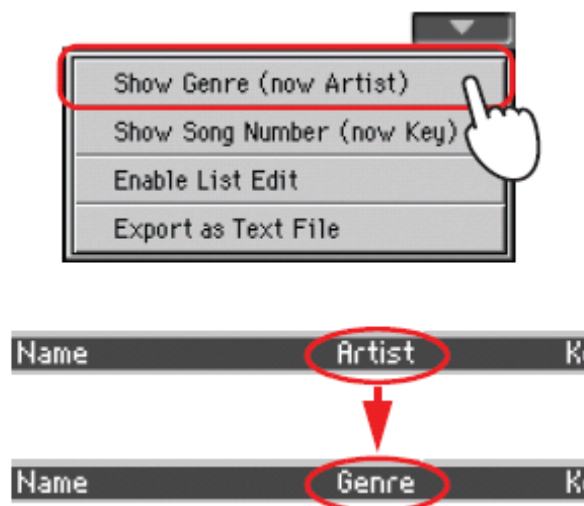 Show Genre (now Artist)
Show Song Number (now Key)
Enable List Edit
Export as Text File
Name Artist
Name Genre